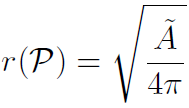 r(𝒫) = √(Ã / 4π)